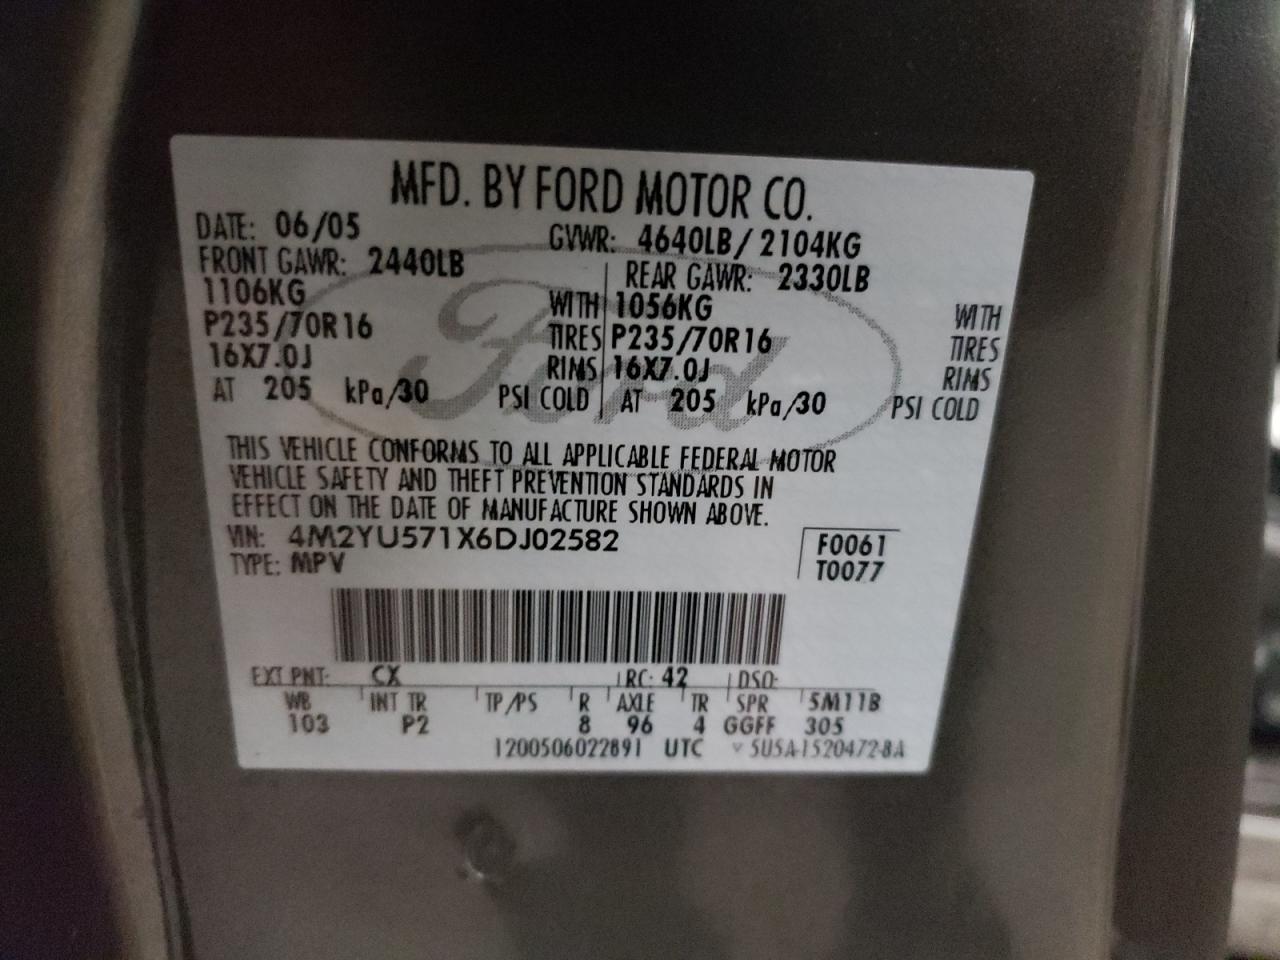 MFD. BY FORD MOTOR CO.
DATE: 06/05 GVWR: 4640LB/ 2104KG
FRONT GAWR: 2440LB REAR GAWR: 2330LB
1106KG WITH 1056KG WITH
P235/70R16 TIRES P235/70R16 TIRES
16X7.0J RIMS 16X7.0J RIMS
AT 205 kPa/30 PSI COLD AT 205 kPa/30 PSI COLD
Ford
THIS VEHICLE CONFORMS TO ALL APPLICABLE FEDERAL MOTOR
VEHICLE SAFETY AND THEFT PREVENTION STANDARDS IN
EFFECT ON THE DATE OF MANUFACTURE SHOWN ABOVE.
VIN: 4M2YU571X6DJ02582 F0061
TYPE: MPV T0077
EXT PNT: CX RC: 42 DSO:
WB INT TR TP/PS R AXLE TR SPR 5M11B
103 P2 8 96 4 GGFF 305
1200506022891 UTC 5U5A-1520472-BA